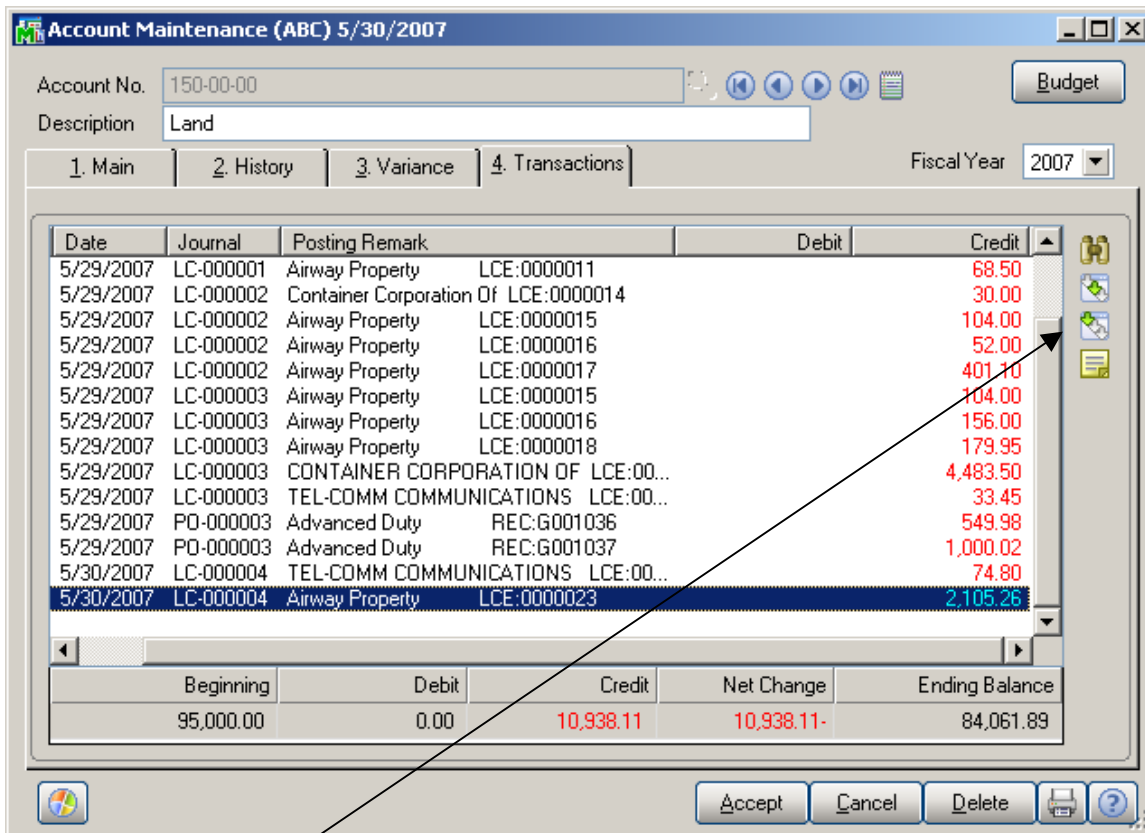 Account Maintenance (ABC) 5/30/2007
Account No. 150-00-00 Budget
Description Land
1. Main 2. History 3. Variance 4. Transactions Fiscal Year 2007
Date Journal Posting Remark Debit Credit
5/29/2007 LC-000001 Airway Property LCE:0000011 68.50
5/29/2007 LC-000002 Container Corporation Of LCE:0000014 30.00
5/29/2007 LC-000002 Airway Property LCE:0000015 104.00
5/29/2007 LC-000002 Airway Property LCE:0000016 52.00
5/29/2007 LC-000002 Airway Property LCE:0000017 401.10
5/29/2007 LC-000003 Airway Property LCE:0000015 104.00
5/29/2007 LC-000003 Airway Property LCE:0000016 156.00
5/29/2007 LC-000003 Airway Property LCE:0000018 179.95
5/29/2007 LC-000003 CONTAINER CORPORATION OF LCE:00... 4,483.50
5/29/2007 LC-000003 TEL-COMM COMMUNICATIONS LCE:00... 33.45
5/29/2007 PO-000003 Advanced Duty REC:G001036 549.98
5/29/2007 PO-000003 Advanced Duty REC:G001037 1,000.02
5/30/2007 LC-000004 TEL-COMM COMMUNICATIONS LCE:00... 74.80
5/30/2007 LC-000004 Airway Property LCE:0000023 2,105.26
Beginning Debit Credit Net Change Ending Balance
95,000.00 0.00 10,938.11 10,938.11- 84,061.89
Accept Cancel Delete